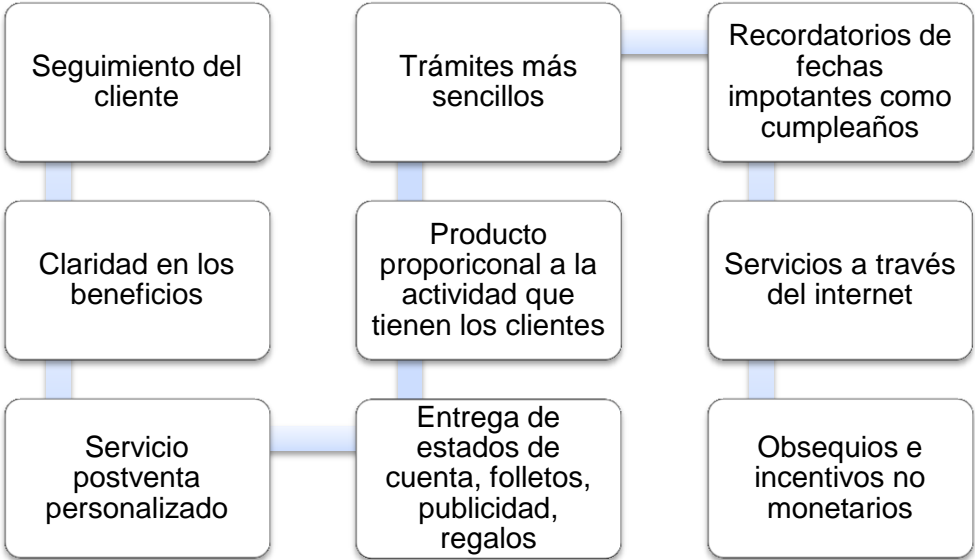 Seguimiento del
cliente
Claridad en los
beneficios
Servicio
postventa
personalizado
Entrega de
estados de
cuenta, folletos,
publicidad,
regalos
Producto
proporiconal a la
actividad que
tienen los clientes
Trámites más
sencillos
Recordatorios de
fechas
impotantes como
cumpleaños
Servicios a través
del internet
Obsequios e
incentivos no
monetarios